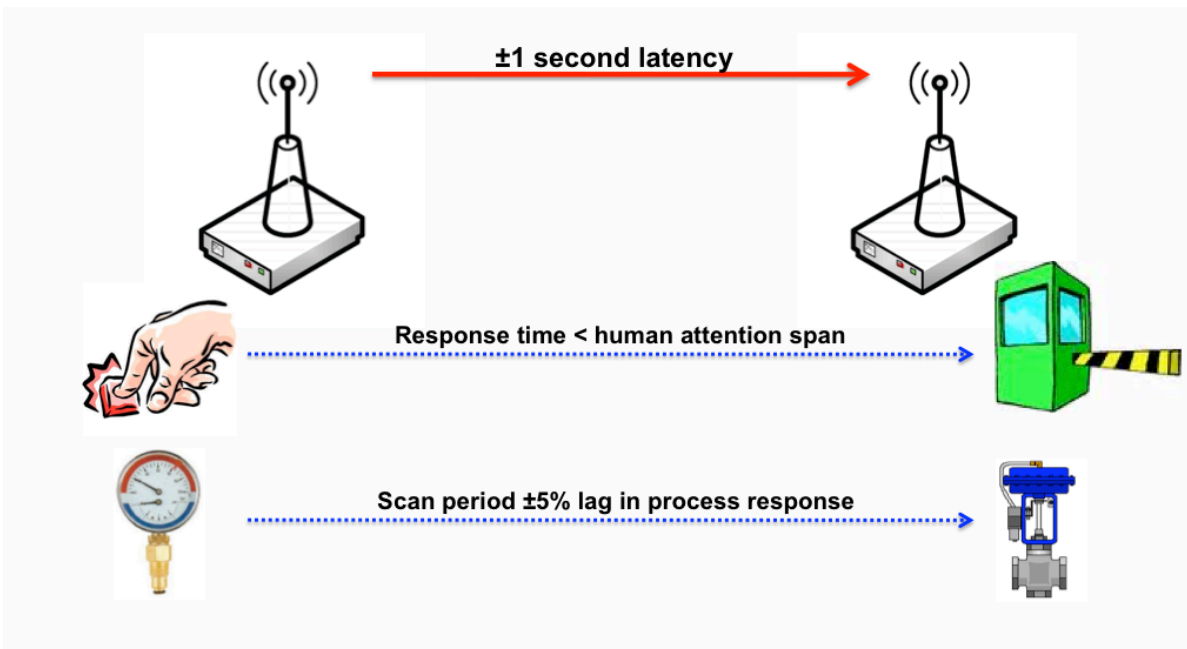 ±1 second latency
Response time < human attention span
Scan period ±5% lag in process response